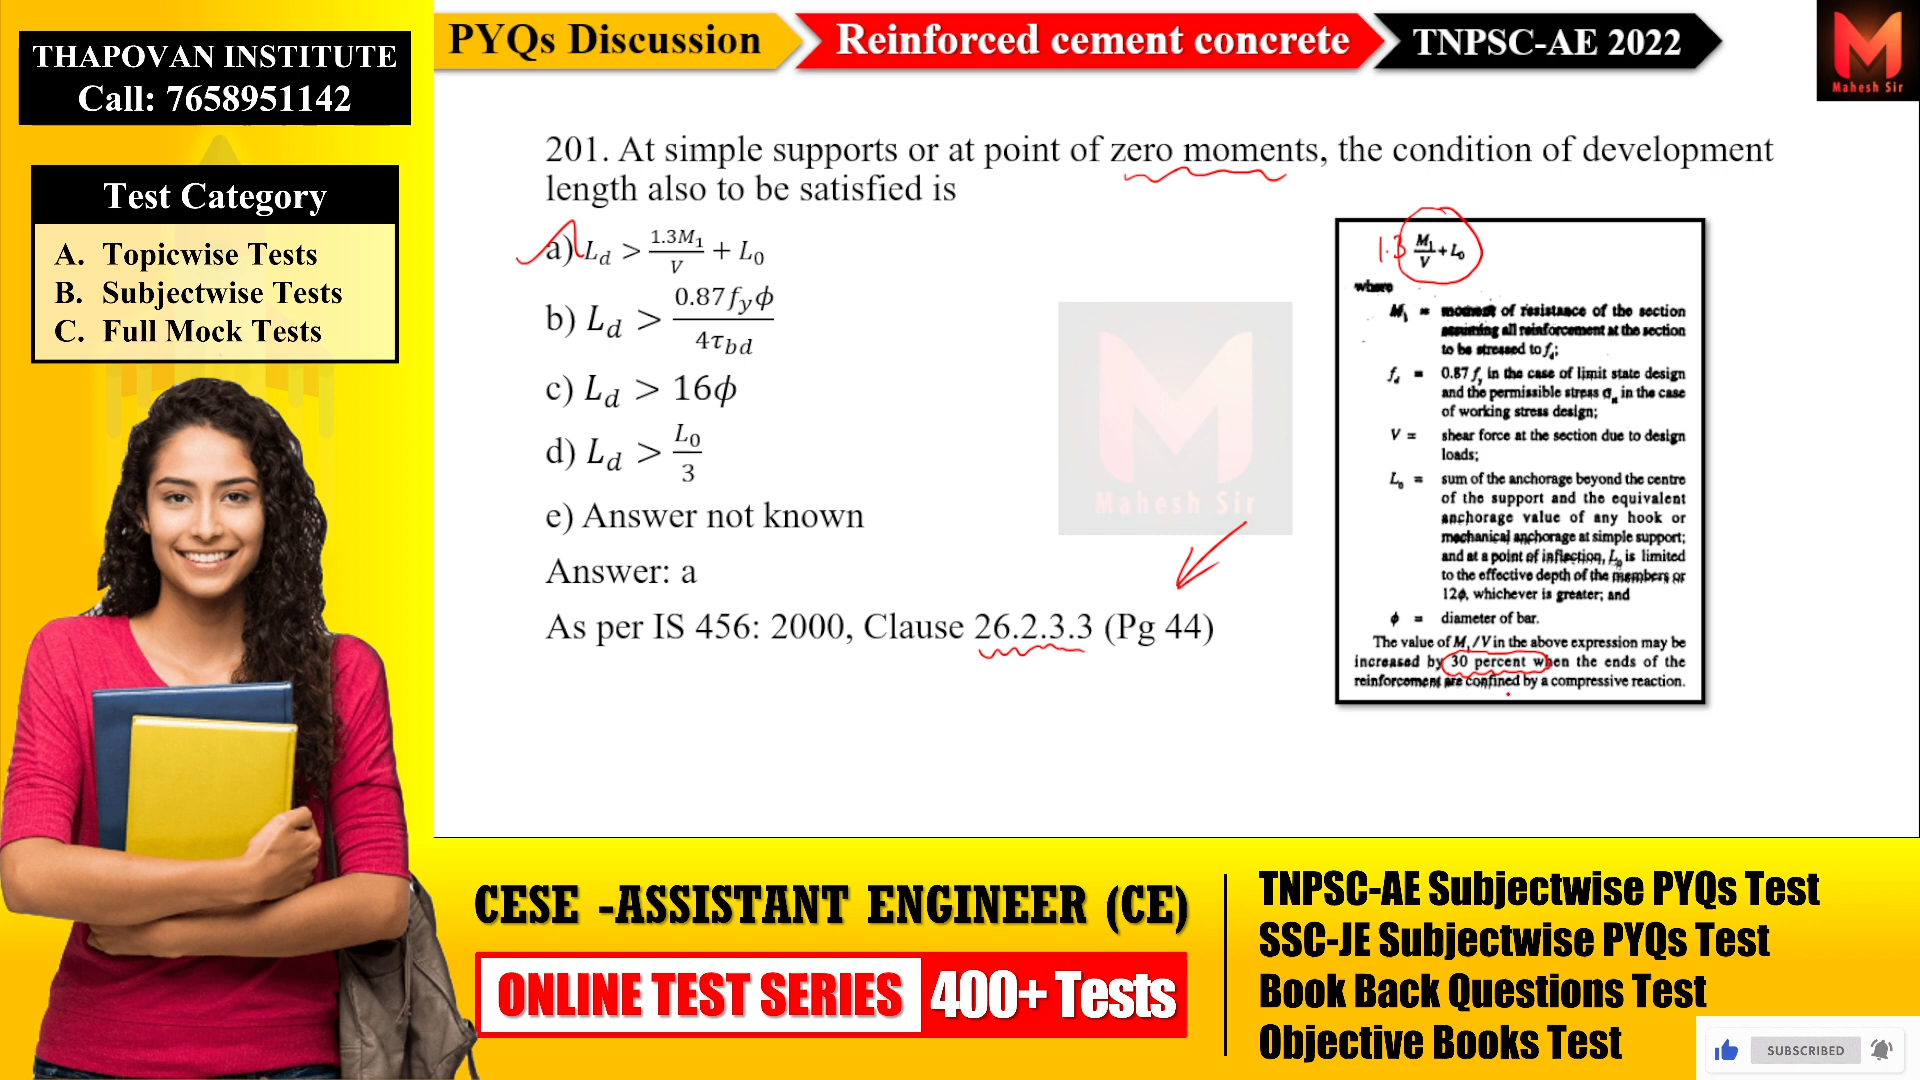 THAPOVAN INSTITUTE
Call: 7658951142
Test Category
A. Topicwise Tests
B. Subjectwise Tests
C. Full Mock Tests
PYQs Discussion
Reinforced cement concrete
TNPSC-AE 2022
Mahesh Sir
201. At simple supports or at point of zero moments, the condition of development
length also to be satisfied is
a) L_d > 1.3M₁/V + L₀
b) L_d > 0.87f_yϕ/4τ_bd
c) L_d > 16ϕ
d) L_d > L₀/3
e) Answer not known
Answer: a
As per IS 456: 2000, Clause 26.2.3.3 (Pg 44)
Mahesh Sir
1.3 M₁/V + L₀
where
M₁ = moment of resistance of the section
assuming all reinforcement at the section
to be stressed to f_d;
f_d = 0.87 f_y in the case of limit state design
and the permissible stress σ_st in the case
of working stress design;
V = shear force at the section due to design
loads;
L₀ = sum of the anchorage beyond the centre
of the support and the equivalent
anchorage value of any hook or
mechanical anchorage at simple support;
and at a point of inflection, L₀ is limited
to the effective depth of the members or
12ϕ, whichever is greater; and
ϕ = diameter of bar.
The value of M₁/V in the above expression may be
increased by 30 percent when the ends of the
reinforcement are confined by a compressive reaction.
CESE -ASSISTANT ENGINEER (CE)
ONLINE TEST SERIES 400+ Tests
TNPSC-AE Subjectwise PYQs Test
SSC-JE Subjectwise PYQs Test
Book Back Questions Test
Objective Books Test
SUBSCRIBED